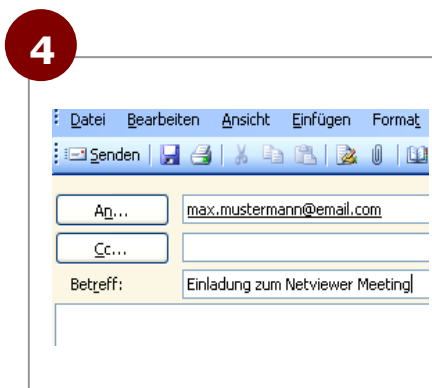 4
Datei Bearbeiten Ansicht Einfügen Format
Senden
An... max.mustermann@email.com
Cc...
Betreff: Einladung zum Netviewer Meeting